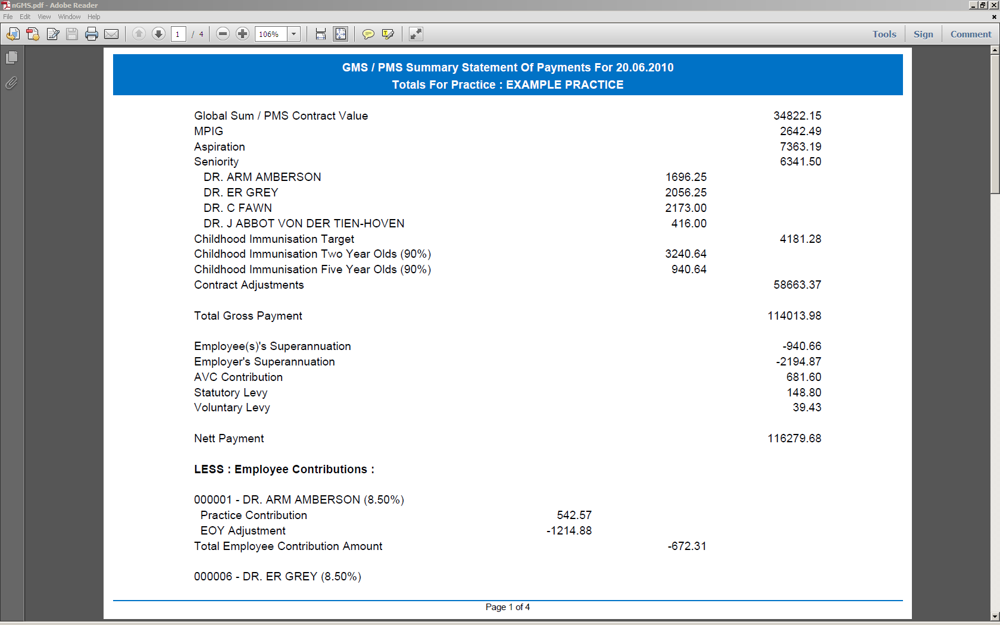 nGMS.pdf - Adobe Reader
File Edit View Window Help
1 / 4 106% Tools Sign Comment
GMS / PMS Summary Statement Of Payments For 20.06.2010
Totals For Practice : EXAMPLE PRACTICE
Global Sum / PMS Contract Value 34822.15
MPIG 2642.49
Aspiration 7363.19
Seniority 6341.50
DR. ARM AMBERSON 1696.25
DR. ER GREY 2056.25
DR. C FAWN 2173.00
DR. J ABBOT VON DER TIEN-HOVEN 416.00
Childhood Immunisation Target 4181.28
Childhood Immunisation Two Year Olds (90%) 3240.64
Childhood Immunisation Five Year Olds (90%) 940.64
Contract Adjustments 58663.37
Total Gross Payment 114013.98
Employee(s)'s Superannuation -940.66
Employer's Superannuation -2194.87
AVC Contribution 681.60
Statutory Levy 148.80
Voluntary Levy 39.43
Nett Payment 116279.68
LESS : Employee Contributions :
000001 - DR. ARM AMBERSON (8.50%)
Practice Contribution 542.57
EOY Adjustment -1214.88
Total Employee Contribution Amount -672.31
000006 - DR. ER GREY (8.50%)
Page 1 of 4